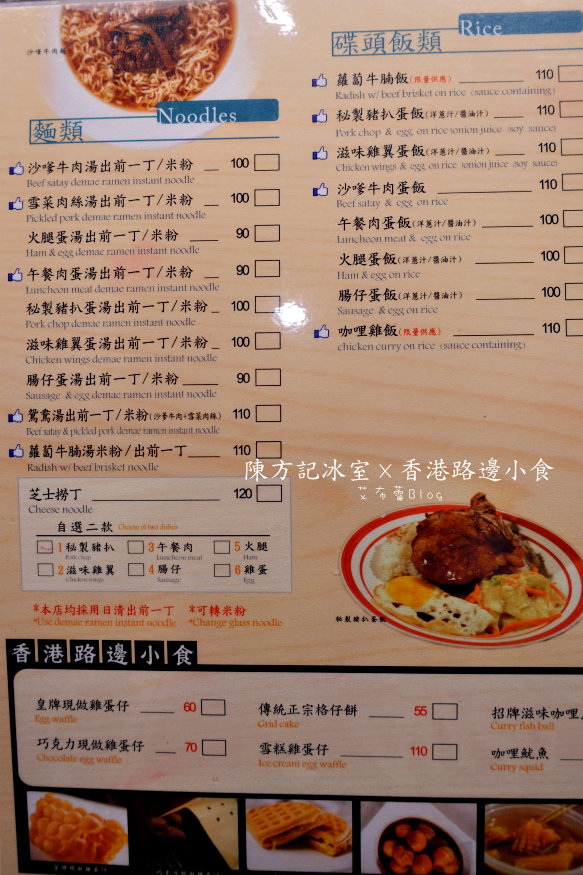 沙嗲牛肉麵
Noodles
麵類
沙嗲牛肉湯出前一丁/米粉 100
Beef satay demae ramen instant noodle
雪菜肉絲湯出前一丁/米粉 100
Pickled pork demae ramen instant noodle
火腿蛋湯出前一丁/米粉 90
Ham & egg demae ramen instant noodle
午餐肉蛋湯出前一丁/米粉 90
Luncheon meat demae ramen instant noodle
秘製豬扒蛋湯出前一丁/米粉 100
Pork chop demae ramen instant noodle
滋味雞翼蛋湯出前一丁/米粉 100
Chicken wings demae ramen instant noodle
腸仔蛋湯出前一丁/米粉 90
Sausage & egg demae ramen instant noodle
鴛鴦湯出前一丁/米粉(沙爹牛肉+雪菜肉絲) 110
Beef satay & pickled pork demae ramen instant noodle
蘿蔔牛腩湯米粉/出前一丁 110
Radish w/ beef brisket noodle
芝士撈丁 120
Cheese noodle
自選二款 Choose of two dishes
1 秘製豬扒 3 午餐肉 5 火腿
Pork chop Luncheon meat Ham
2 滋味雞翼 4 腸仔 6 雞蛋
Chicken wings Sausage Egg
*本店均採用日清出前一丁 *可轉米粉
*Use demae ramen instant noodle *Change glass noodle
Rice
碟頭飯類
蘿蔔牛腩飯(限量供應) 110
Radish w/ beef brisket on rice (sauce containing)
秘製豬扒蛋飯(洋蔥汁/醬油汁) 110
Pork chop & egg on rice (onion juice /soy sauce)
滋味雞翼蛋飯(洋蔥汁/醬油汁) 110
Chicken wings & egg on rice (onion juice /soy sauce)
沙嗲牛肉蛋飯 110
Beef satay & egg on rice
午餐肉蛋飯(洋蔥汁/醬油汁) 100
Luncheon meat & egg on rice
火腿蛋飯(洋蔥汁/醬油汁) 100
Ham & egg on rice
腸仔蛋飯(洋蔥汁/醬油汁) 100
Sausage & egg on rice
咖哩雞飯(限量供應) 110
chicken curry on rice (sauce containing)
陳方記冰室×香港路邊小食
艾布蕾Blog
秘製豬扒蛋飯
香港路邊小食
皇牌現做雞蛋仔 60
Egg waffle
巧克力現做雞蛋仔 70
Chocolate egg waffle
傳統正宗格仔餅 55
Grid cake
雪糕雞蛋仔 110
Ice cream egg waffle
招牌滋味咖哩
Curry fish ball
咖哩魷魚
Curry squid